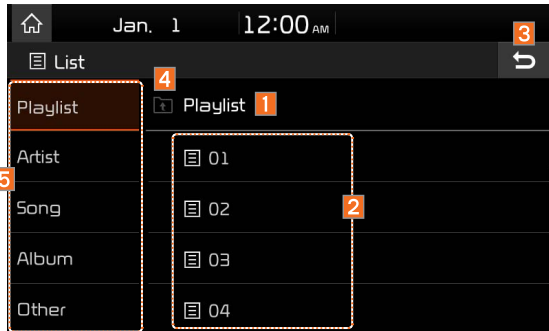 Jan. 1 12:00 AM
3
List
4
Playlist
Playlist 1
Artist
01
5
Song
02
2
Album
03
Other
04